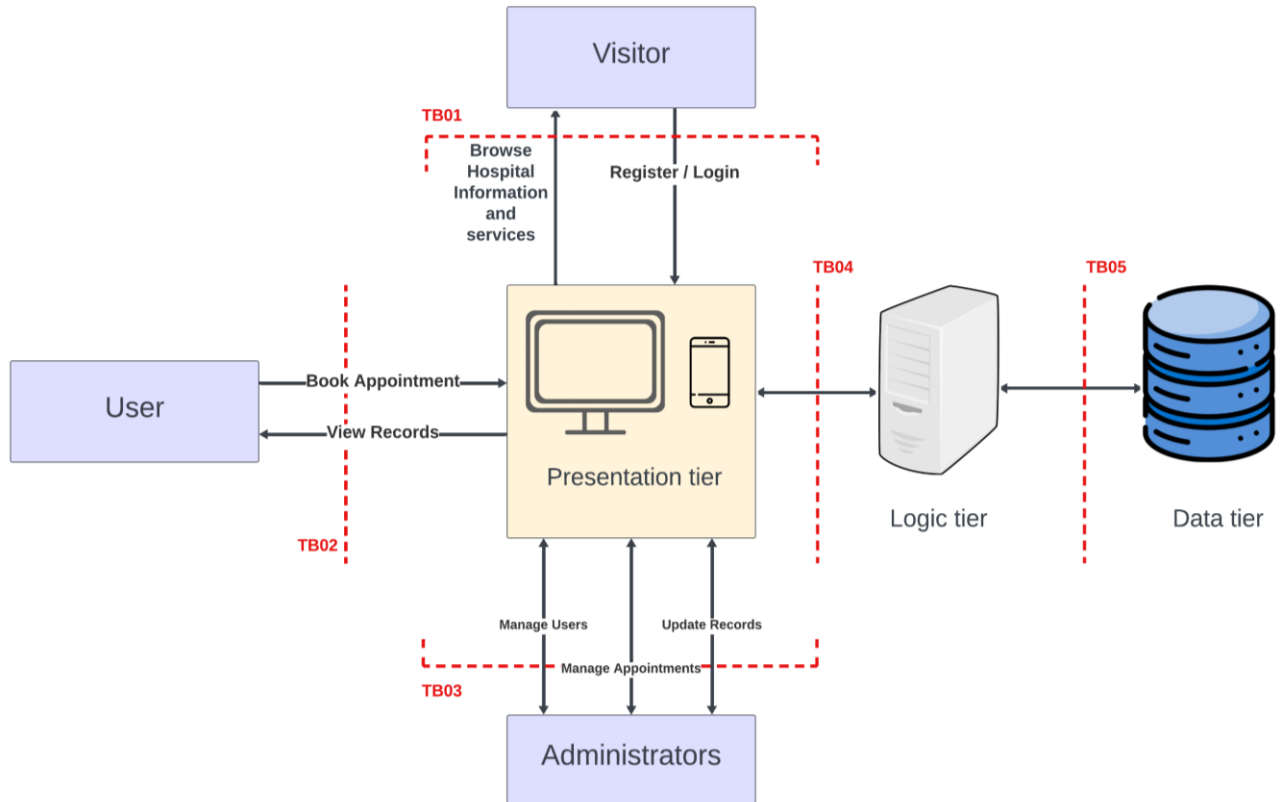 Visitor
TB01
Browse
Hospital
Information
and
services
Register / Login
TB04
TB05
User
Book Appointment
View Records
TB02
Presentation tier
Logic tier
Data tier
Manage Users
Update Records
Manage Appointments
TB03
Administrators